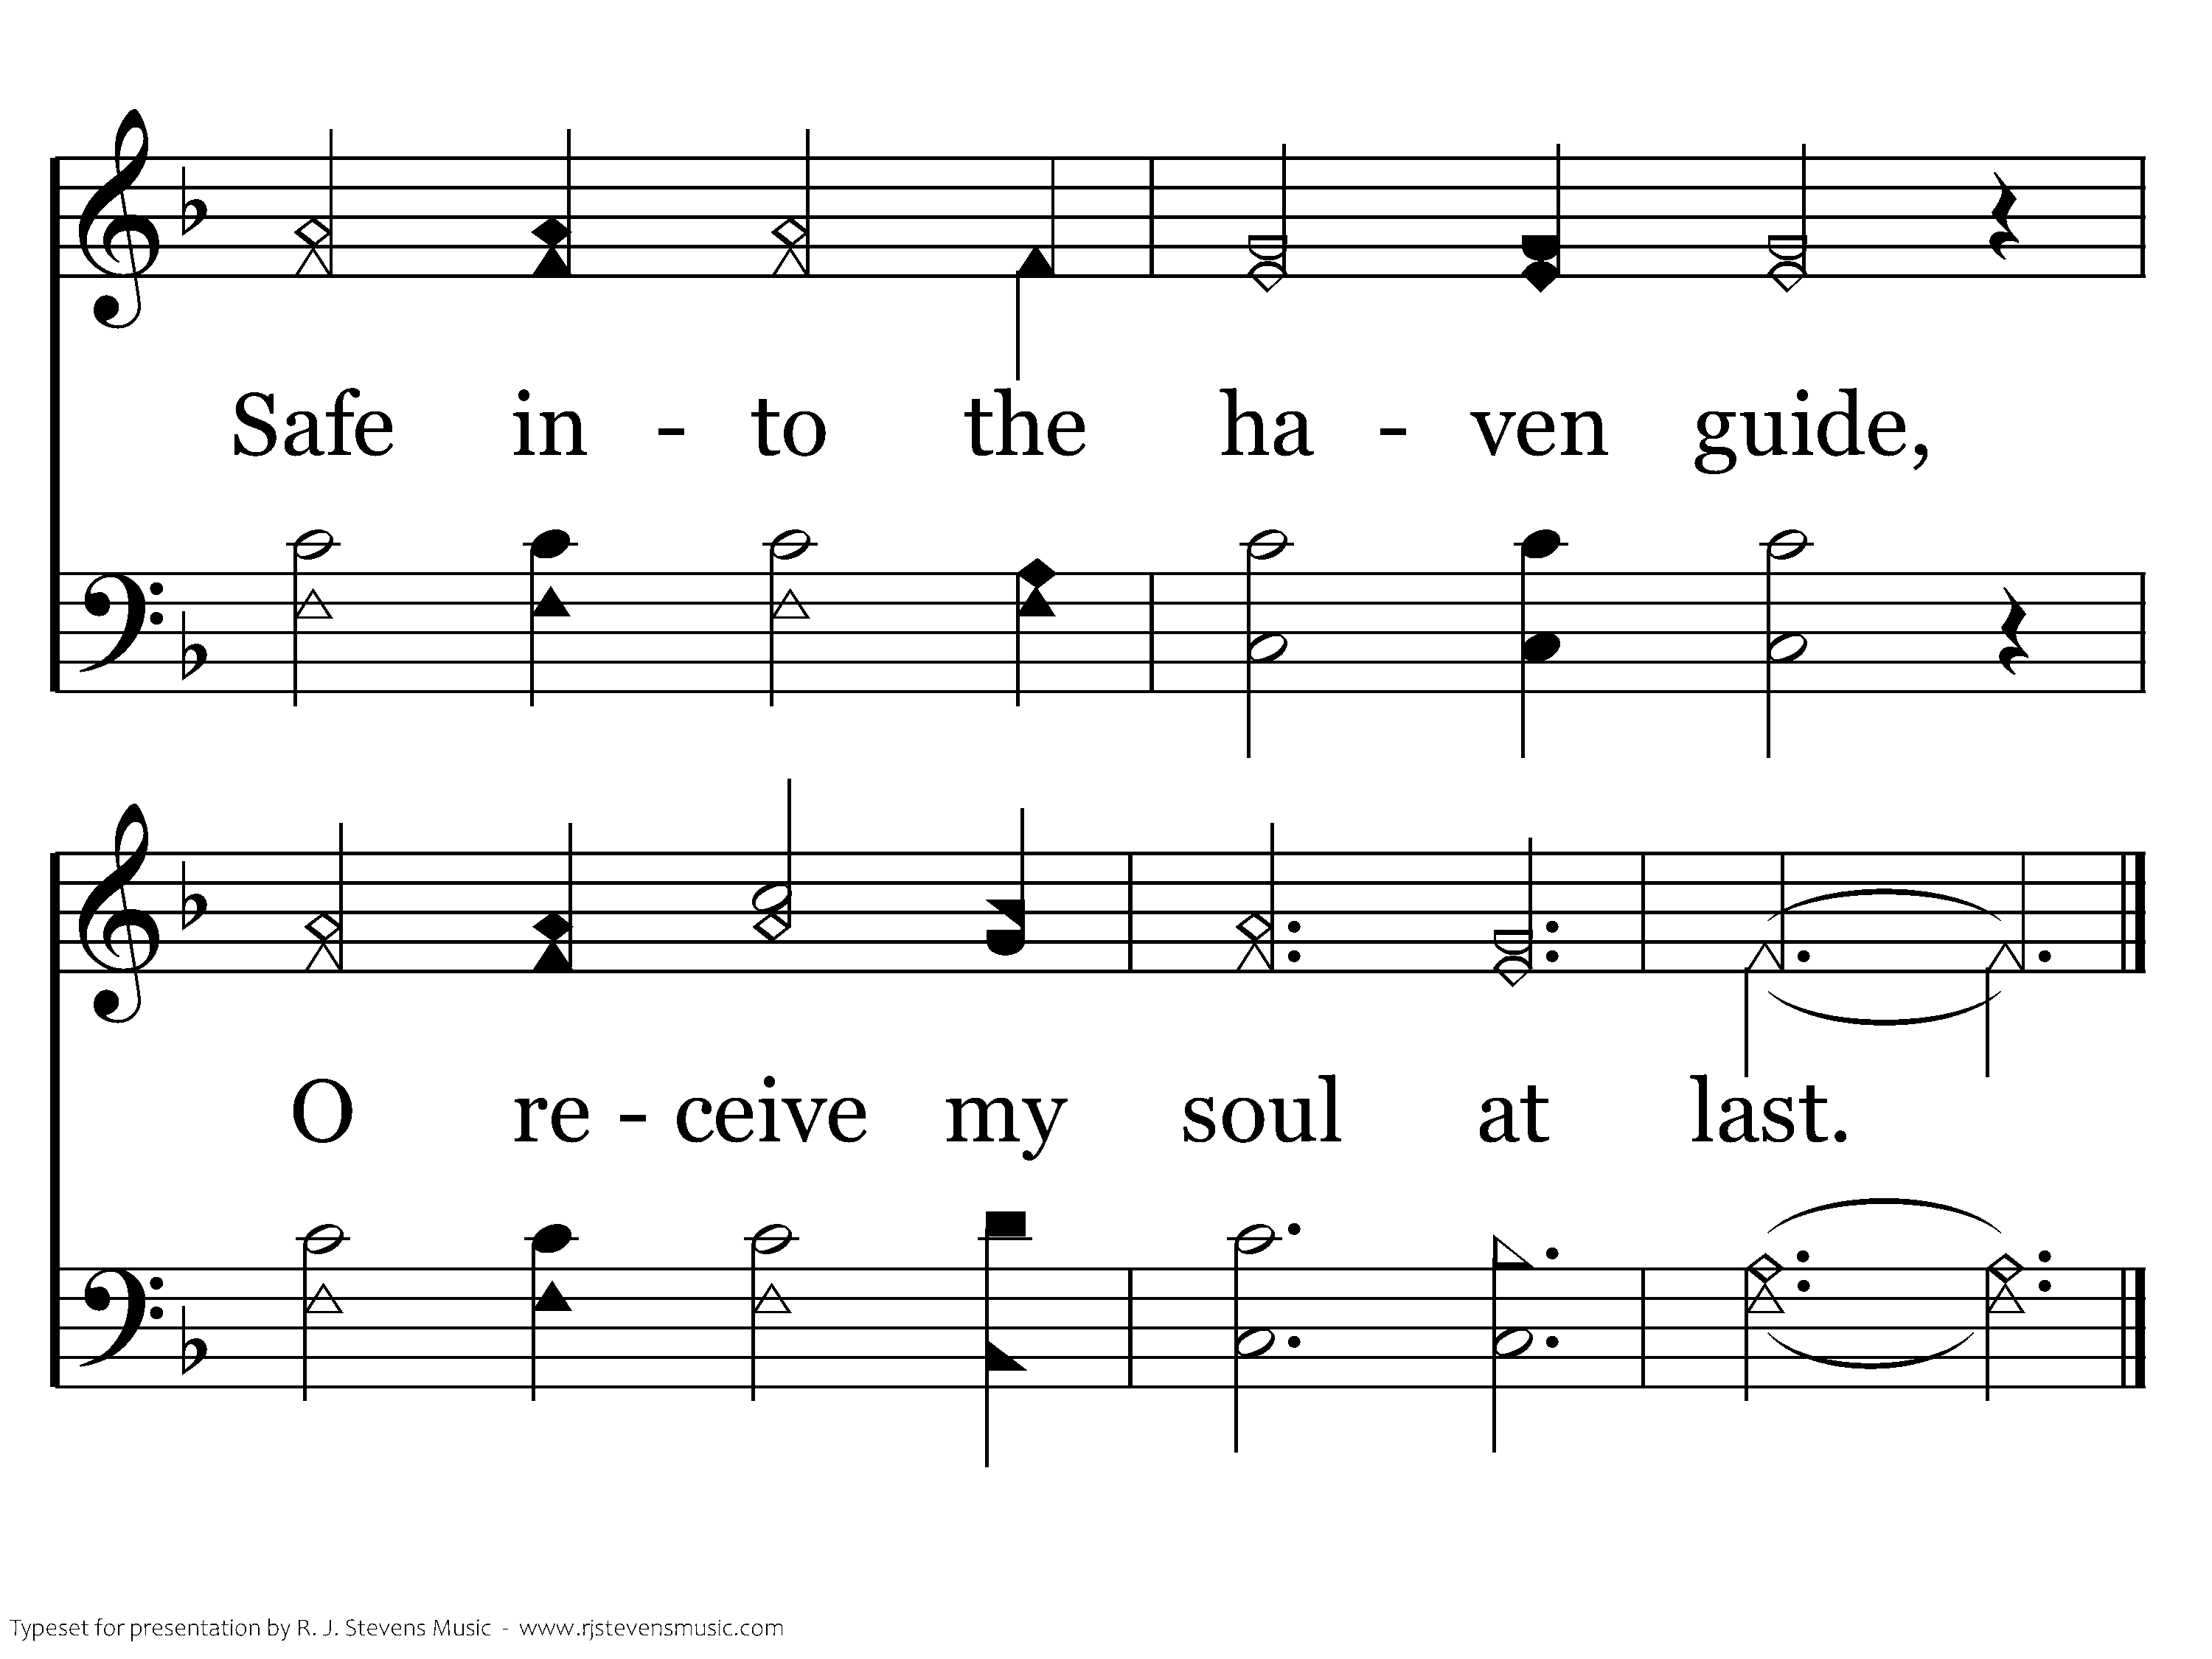 Safe in - to the ha - ven guide,
O re - ceive my soul at last.
Typeset for presentation by R. J. Stevens Music - www.rjstevensmusic.com